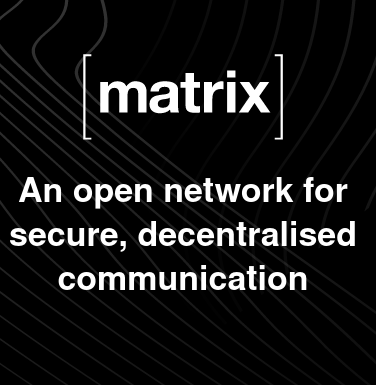 [matrix]
An open network for
secure, decentralised
communication